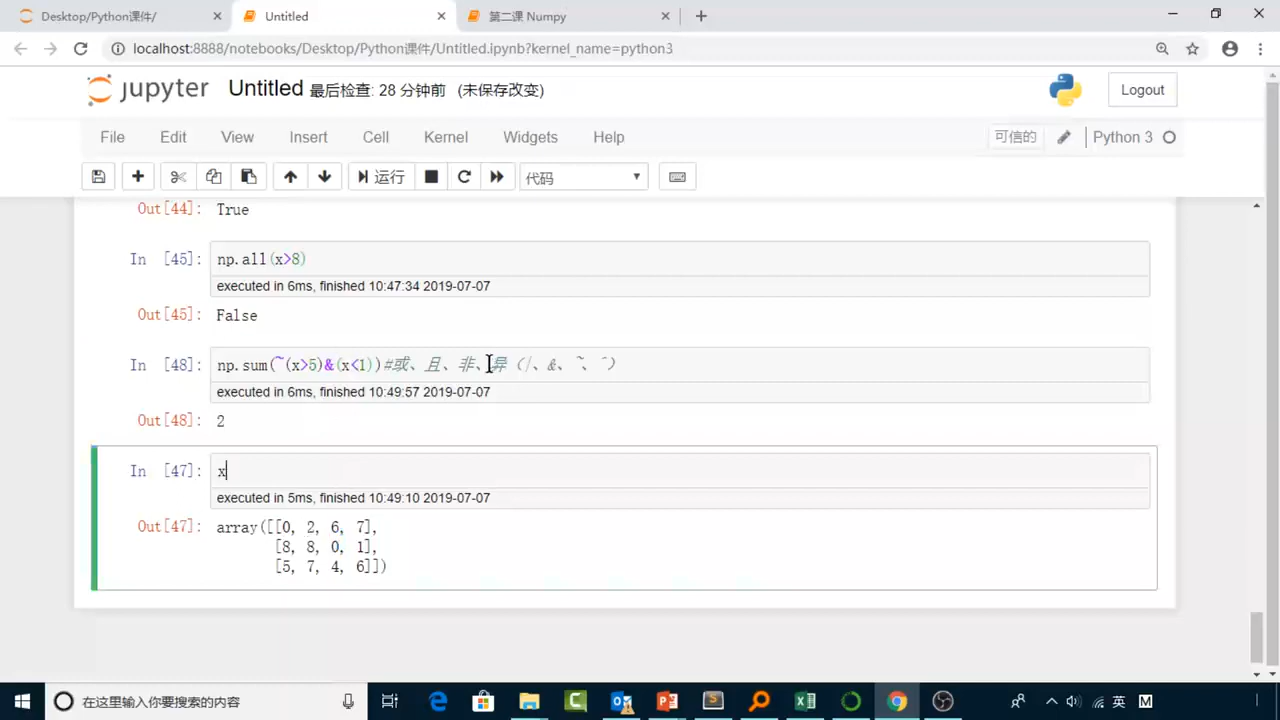 Desktop/Python课件/
Untitled
第二课 Numpy
localhost:8888/notebooks/Desktop/Python课件/Untitled.ipynb?kernel_name=python3
jupyter Untitled 最后检查: 28 分钟前 (未保存改变) Logout
File Edit View Insert Cell Kernel Widgets Help 可信的 Python 3
运行 代码
Out[44]: True
In [45]: np.all(x>8)
executed in 6ms, finished 10:47:34 2019-07-07
Out[45]: False
In [48]: np.sum(~(x>5)&(x<1))#或、且、非、异（|、&、~、^）
executed in 6ms, finished 10:49:57 2019-07-07
Out[48]: 2
In [47]: x
executed in 5ms, finished 10:49:10 2019-07-07
Out[47]: array([[0, 2, 6, 7],
[8, 8, 0, 1],
[5, 7, 4, 6]])
在这里输入你要搜索的内容 英 M